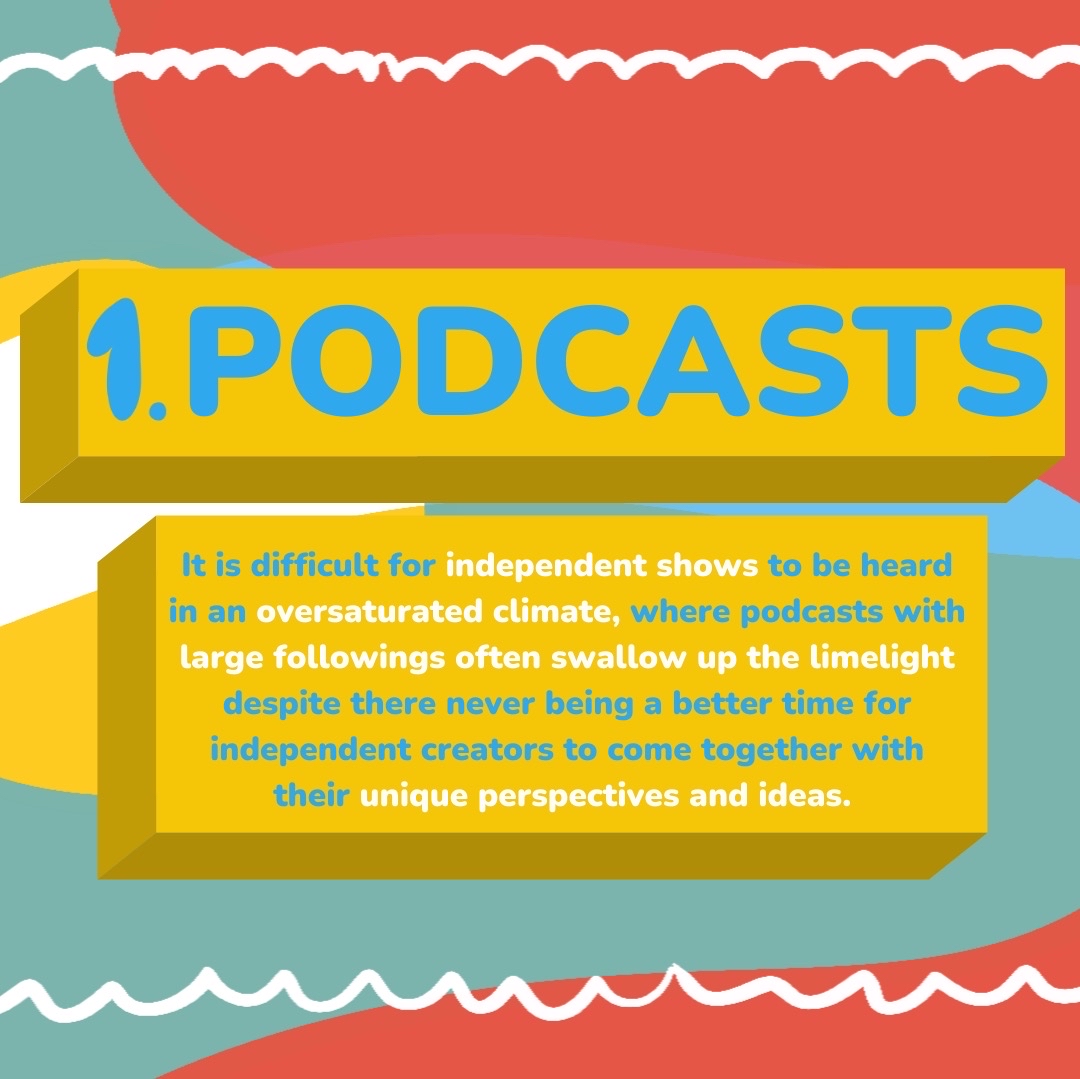 1.PODCASTS
It is difficult for independent shows to be heard
in an oversaturated climate, where podcasts with
large followings often swallow up the limelight
despite there never being a better time for
independent creators to come together with
their unique perspectives and ideas.